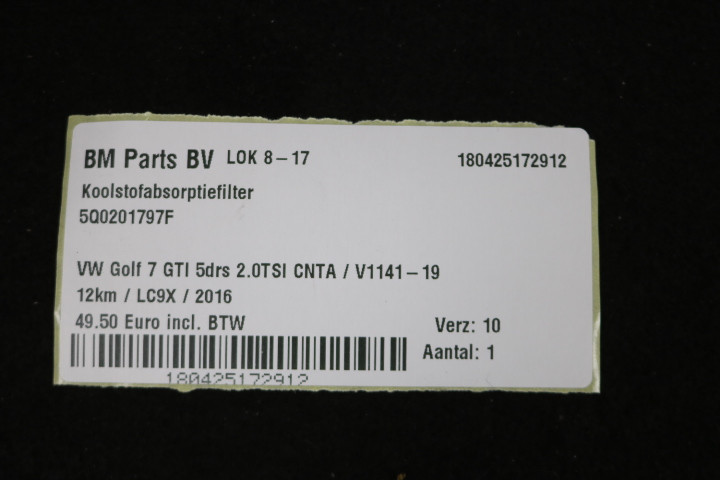 BM Parts BV LOK 8-17 180425172912
Koolstofabsorptiefilter
5Q0201797F
VW Golf 7 GTI 5drs 2.0TSI CNTA / V1141-19
12km / LC9X / 2016
49.50 Euro incl. BTW Verz: 10
Aantal: 1
180425172912